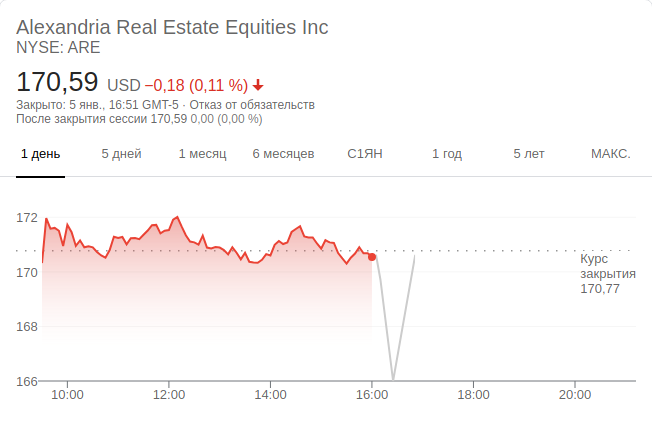 Alexandria Real Estate Equities Inc
NYSE: ARE
170,59 USD −0,18 (0,11 %)
Закрыто: 5 янв., 16:51 GMT-5 · Отказ от обязательств
После закрытия сессии 170,59 0,00 (0,00 %)
1 день 5 дней 1 месяц 6 месяцев С1ЯН 1 год 5 лет МАКС.
172
170
168
166
Курс
закрытия
170,77
10:00 12:00 14:00 16:00 18:00 20:00